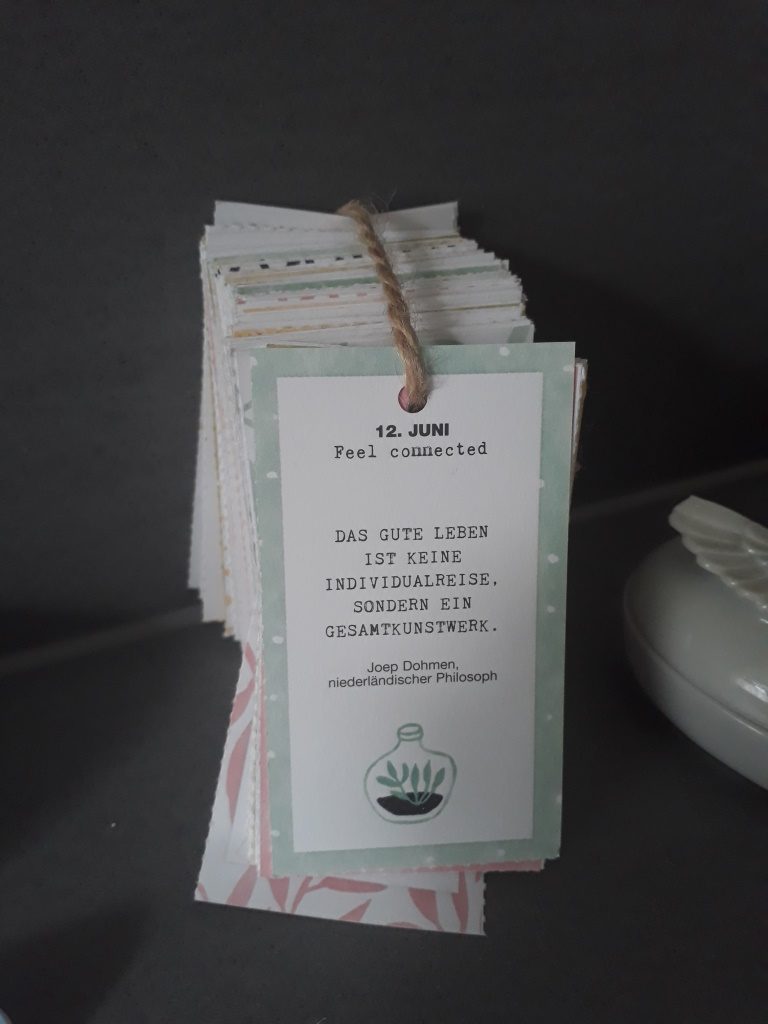 12. JUNI
Feel connected
DAS GUTE LEBEN
IST KEINE
INDIVIDUALREISE,
SONDERN EIN
GESAMTKUNSTWERK.
Joep Dohmen,
niederländischer Philosoph